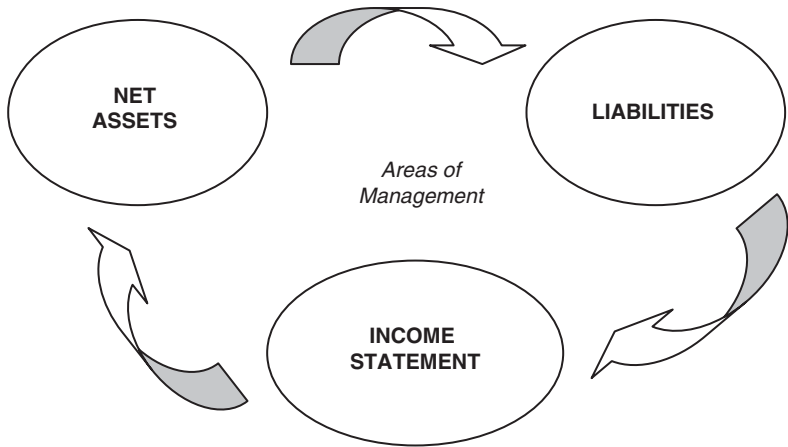 NET
ASSETS
LIABILITIES
Areas of
Management
INCOME
STATEMENT